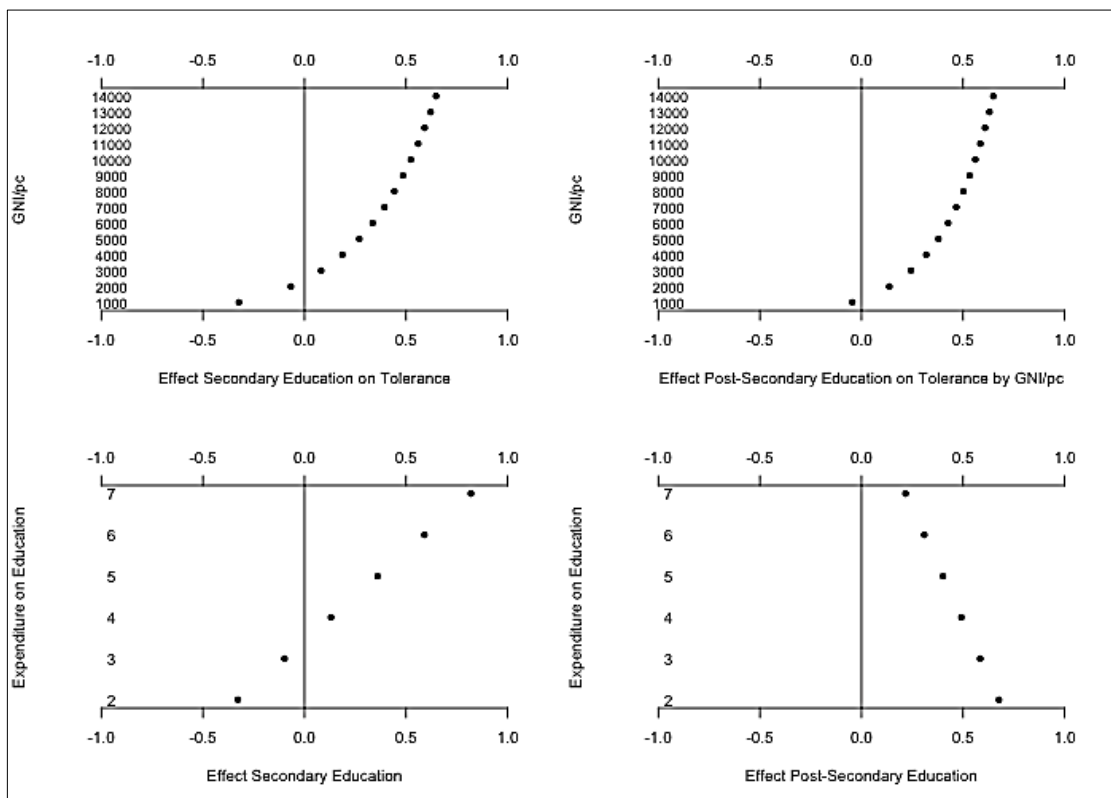 -1.0 -0.5 0.0 0.5 1.0
GNI/pc
14000
13000
12000
11000
10000
9000
8000
7000
6000
5000
4000
3000
2000
1000
-1.0 -0.5 0.0 0.5 1.0
Effect Secondary Education on Tolerance
-1.0 -0.5 0.0 0.5 1.0
GNI/pc
14000
13000
12000
11000
10000
9000
8000
7000
6000
5000
4000
3000
2000
1000
-1.0 -0.5 0.0 0.5 1.0
Effect Post-Secondary Education on Tolerance by GNI/pc
-1.0 -0.5 0.0 0.5 1.0
Expenditure on Education
7
6
5
4
3
2
-1.0 -0.5 0.0 0.5 1.0
Effect Secondary Education
-1.0 -0.5 0.0 0.5 1.0
Expenditure on Education
7
6
5
4
3
2
-1.0 -0.5 0.0 0.5 1.0
Effect Post-Secondary Education